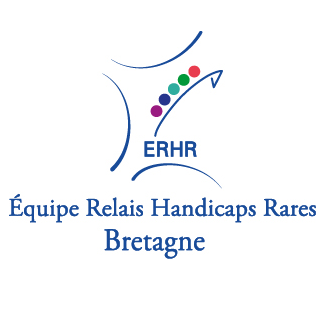 ERHR
Équipe Relais Handicaps Rares
Bretagne